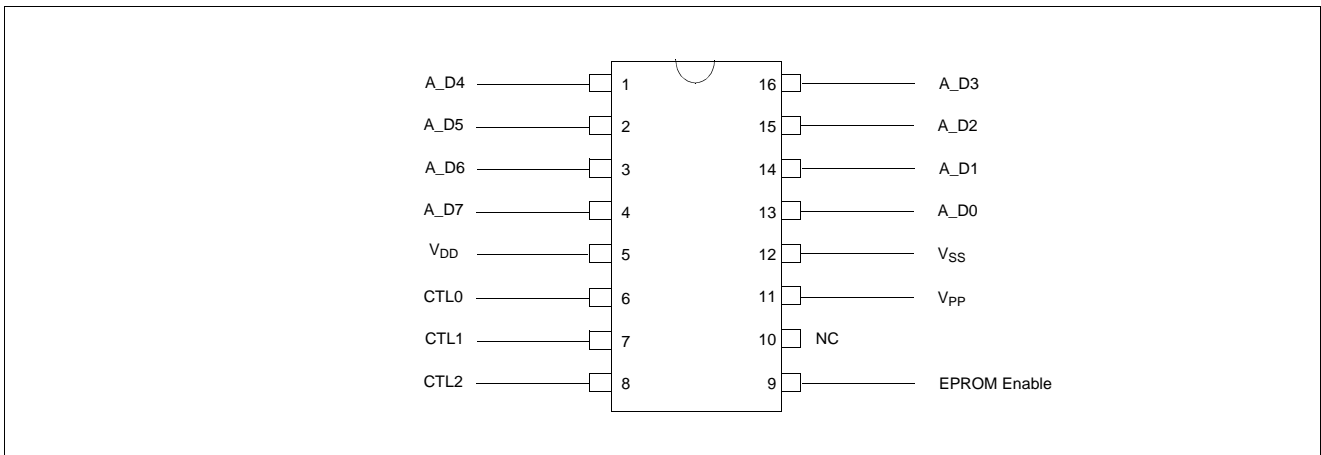 A_D4 1 16 A_D3
A_D5 2 15 A_D2
A_D6 3 14 A_D1
A_D7 4 13 A_D0
VDD 5 12 VSS
CTL0 6 11 VPP
CTL1 7 10 NC
CTL2 8 9 EPROM Enable